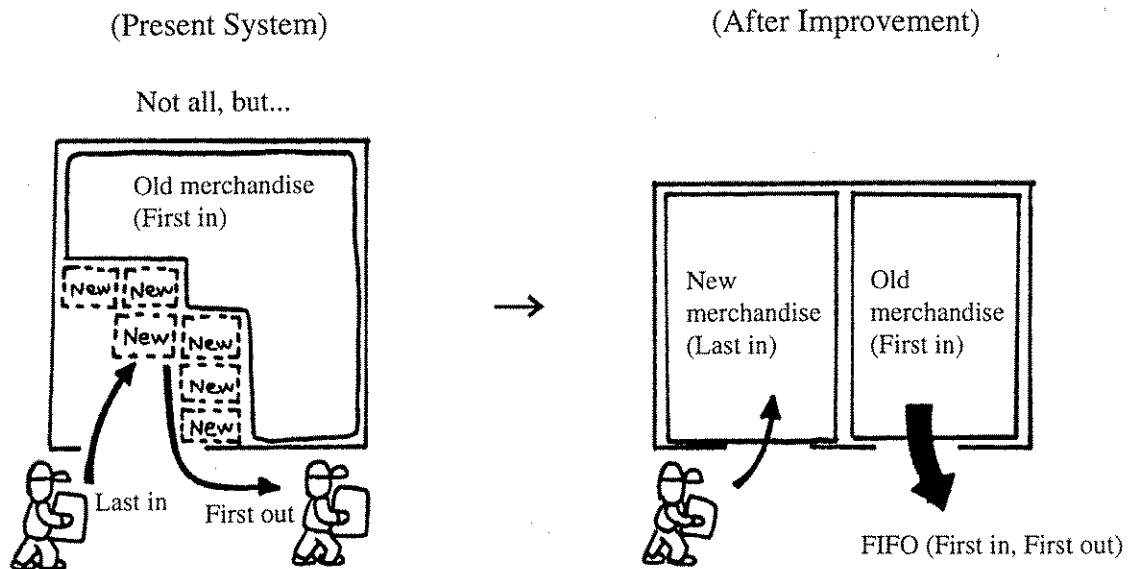 (Present System)
Not all, but...
Old merchandise
(First in)
New New
New New
New
New
Last in
First out
→
(After Improvement)
New
merchandise
(Last in)
Old
merchandise
(First in)
FIFO (First in, First out)